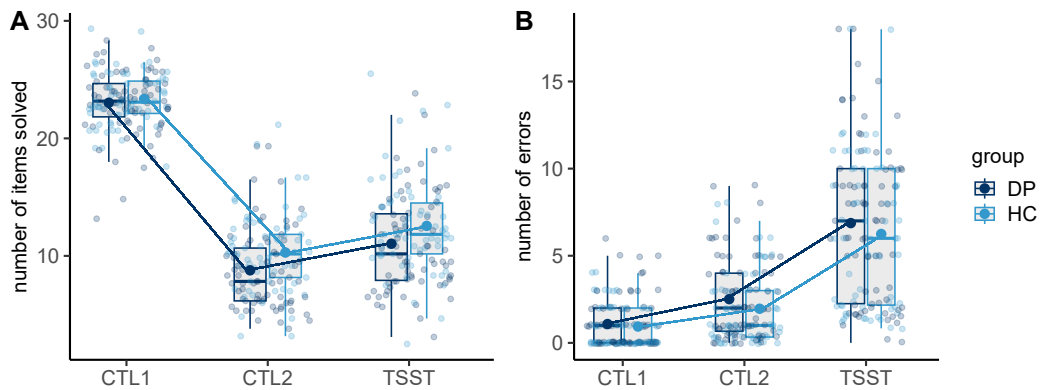 A
number of items solved
30
20
10
CTL1
CTL2
TSST
B
number of errors
15
10
5
0
CTL1
CTL2
TSST
group
DP
HC